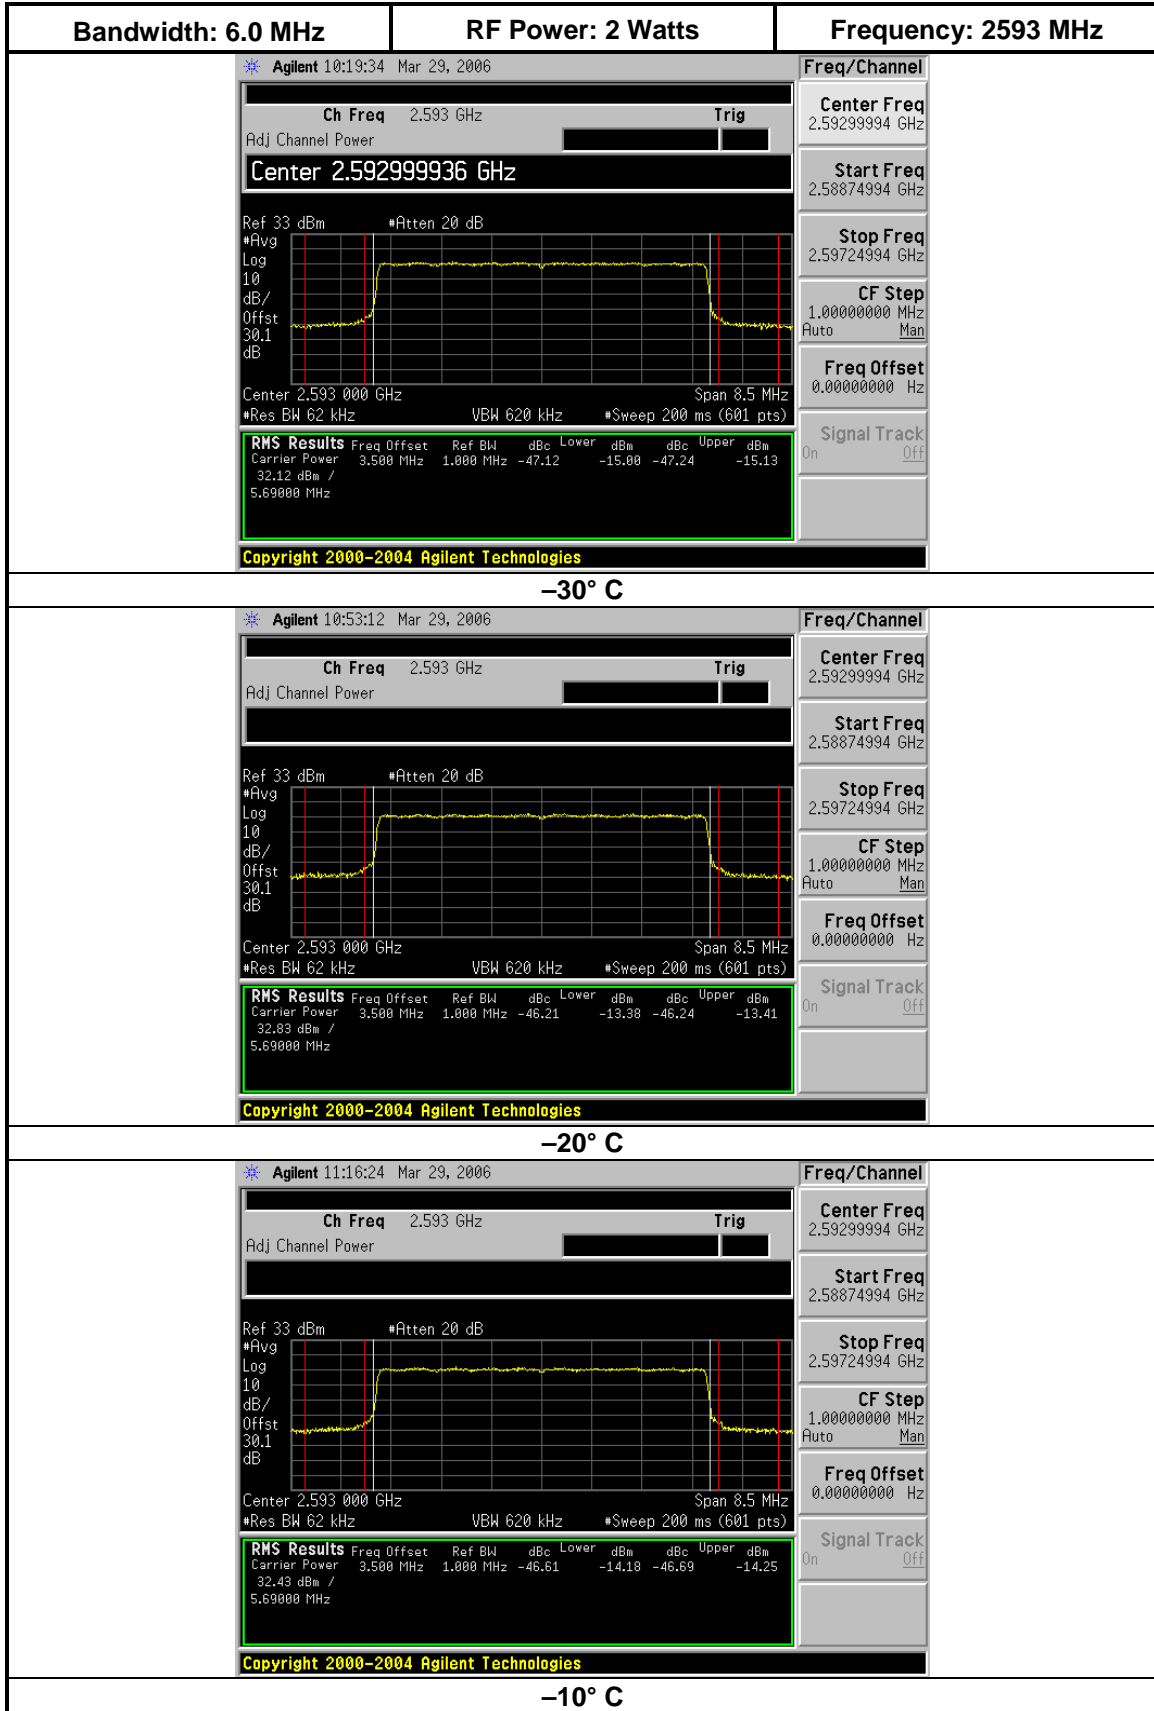 Bandwidth: 6.0 MHz RF Power: 2 Watts Frequency: 2593 MHz
Agilent 10:19:34 Mar 29, 2006 Freq/Channel
Ch Freq 2.593 GHz Trig
Adj Channel Power
Center 2.592999936 GHz
Center Freq
2.59299994 GHz
Start Freq
2.58874994 GHz
Stop Freq
2.59724994 GHz
CF Step
1.00000000 MHz
Auto Man
Freq Offset
0.00000000 Hz
Signal Track
On Off
Ref 33 dBm #Atten 20 dB
#Avg
Log
10
dB/
Offst
30.1
dB
Center 2.593 000 GHz Span 8.5 MHz
#Res BW 62 kHz VBW 620 kHz #Sweep 200 ms (601 pts)
RMS Results Freq Offset Ref BW dBc Lower dBm dBc Upper dBm
Carrier Power 3.500 MHz 1.000 MHz -47.12 -15.00 -47.24 -15.13
32.12 dBm /
5.69000 MHz
Copyright 2000-2004 Agilent Technologies
–30° C
Agilent 10:53:12 Mar 29, 2006 Freq/Channel
Ch Freq 2.593 GHz Trig
Adj Channel Power
Center Freq
2.59299994 GHz
Start Freq
2.58874994 GHz
Stop Freq
2.59724994 GHz
CF Step
1.00000000 MHz
Auto Man
Freq Offset
0.00000000 Hz
Signal Track
On Off
Ref 33 dBm #Atten 20 dB
#Avg
Log
10
dB/
Offst
30.1
dB
Center 2.593 000 GHz Span 8.5 MHz
#Res BW 62 kHz VBW 620 kHz #Sweep 200 ms (601 pts)
RMS Results Freq Offset Ref BW dBc Lower dBm dBc Upper dBm
Carrier Power 3.500 MHz 1.000 MHz -46.21 -13.38 -46.24 -13.41
32.83 dBm /
5.69000 MHz
Copyright 2000-2004 Agilent Technologies
–20° C
Agilent 11:16:24 Mar 29, 2006 Freq/Channel
Ch Freq 2.593 GHz Trig
Adj Channel Power
Center Freq
2.59299994 GHz
Start Freq
2.58874994 GHz
Stop Freq
2.59724994 GHz
CF Step
1.00000000 MHz
Auto Man
Freq Offset
0.00000000 Hz
Signal Track
On Off
Ref 33 dBm #Atten 20 dB
#Avg
Log
10
dB/
Offst
30.1
dB
Center 2.593 000 GHz Span 8.5 MHz
#Res BW 62 kHz VBW 620 kHz #Sweep 200 ms (601 pts)
RMS Results Freq Offset Ref BW dBc Lower dBm dBc Upper dBm
Carrier Power 3.500 MHz 1.000 MHz -46.61 -14.18 -46.69 -14.25
32.43 dBm /
5.69000 MHz
Copyright 2000-2004 Agilent Technologies
–10° C